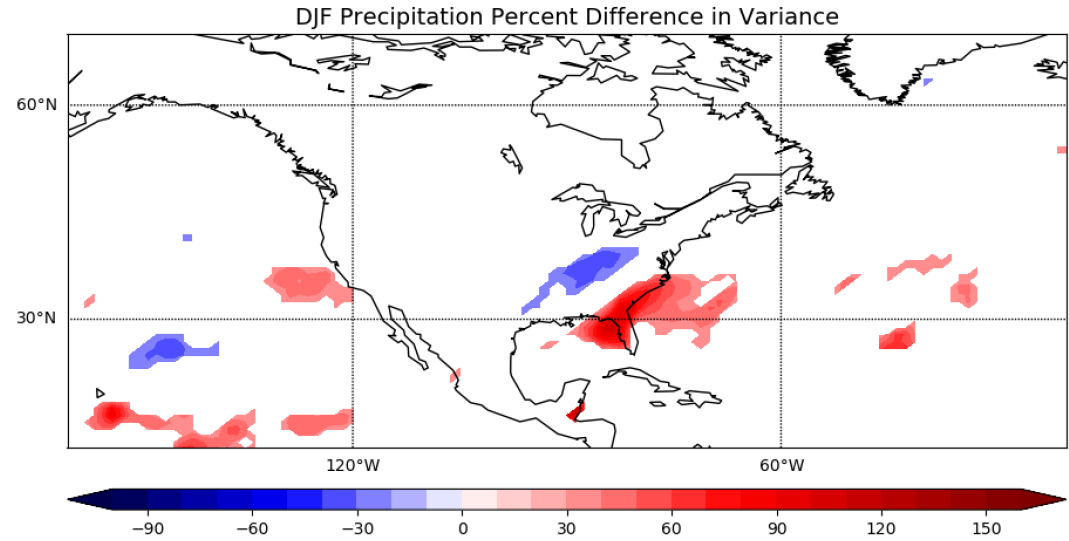 DJF Precipitation Percent Difference in Variance
60°N
30°N
120°W 60°W
−90 −60 −30 0 30 60 90 120 150